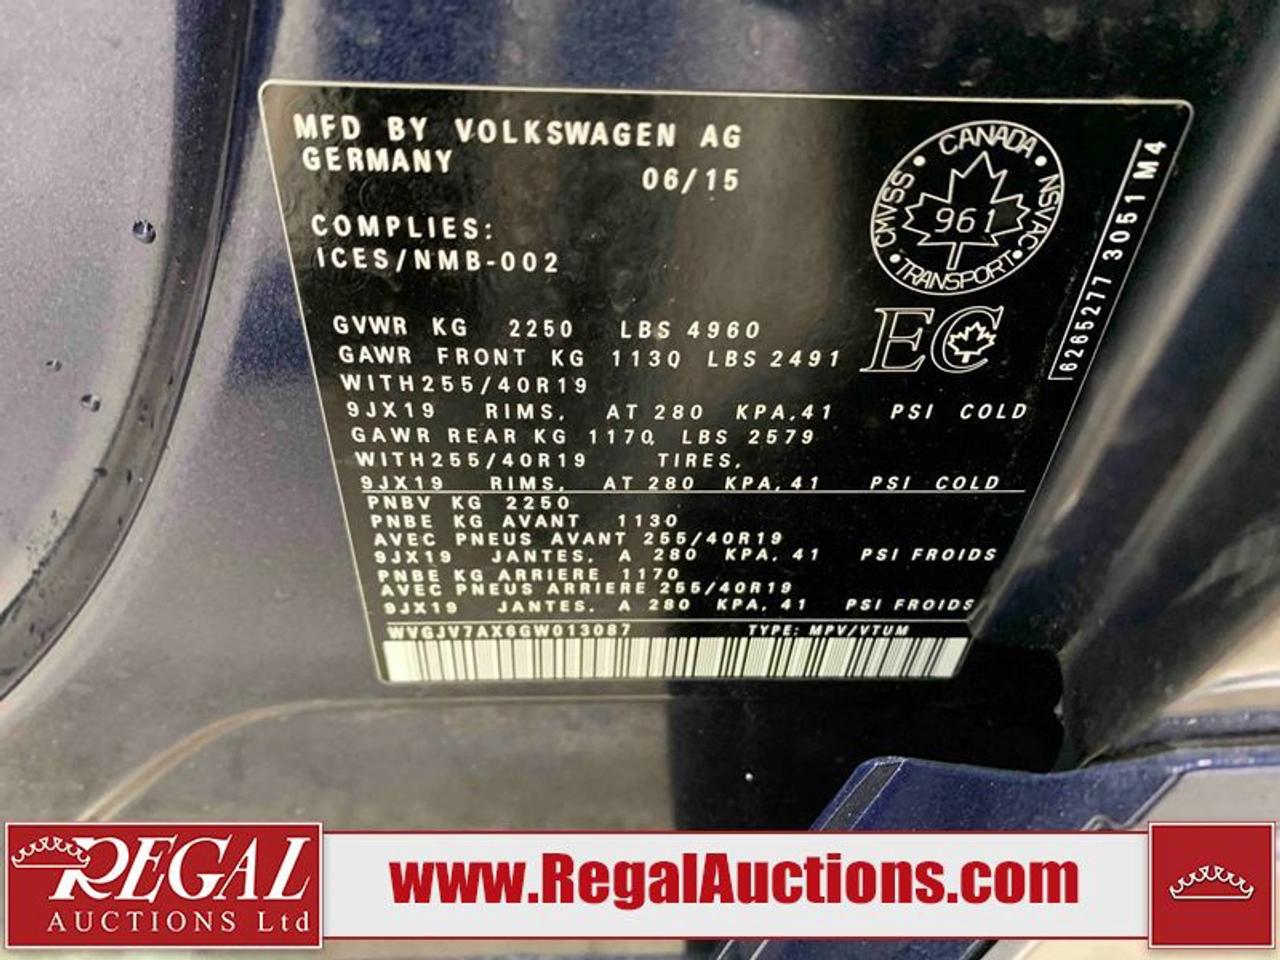 MFD BY VOLKSWAGEN AG
GERMANY
06/15
COMPLIES:
ICES/NMB-002
CANADA
CMVSS
NSVAC
961
TRANSPORT
EC
6265277 3051 M4
GVWR KG 2250 LBS 4960
GAWR FRONT KG 1130 LBS 2491
WITH255/40R19
9JX19 RIMS, AT 280 KPA,41 PSI COLD
GAWR REAR KG 1170 LBS 2579
WITH255/40R19 TIRES,
9JX19 RIMS, AT 280 KPA,41 PSI COLD
PNBV KG 2250
PNBE KG AVANT 1130
AVEC PNEUS AVANT 255/40R19
9JX19 JANTES, A 280 KPA, 41 PSI FROIDS
PNBE KG ARRIERE 1170
AVEC PNEUS ARRIERE 255/40R19
9JX19 JANTES, A 280 KPA, 41 PSI FROIDS
WVGJV7AX6GW013087 TYPE: MPV/VTUM
REGAL
AUCTIONS Ltd
www.RegalAuctions.com